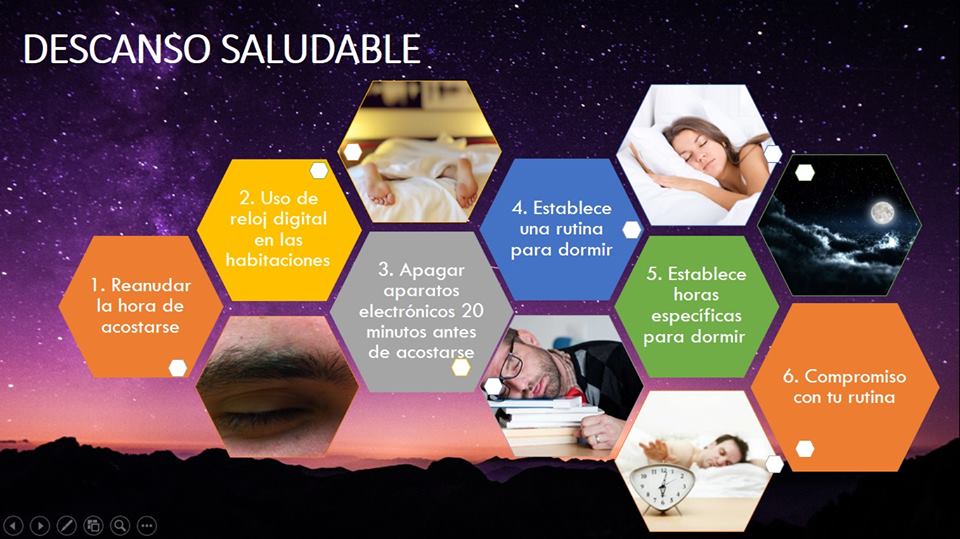 DESCANSO SALUDABLE
1. Reanudar
la hora de
acostarse
2. Uso de
reloj digital
en las
habitaciones
3. Apagar
aparatos
electrónicos 20
minutos antes
de acostarse
4. Establece
una rutina
para dormir
5. Establece
horas
específicas
para dormir
6. Compromiso
con tu rutina